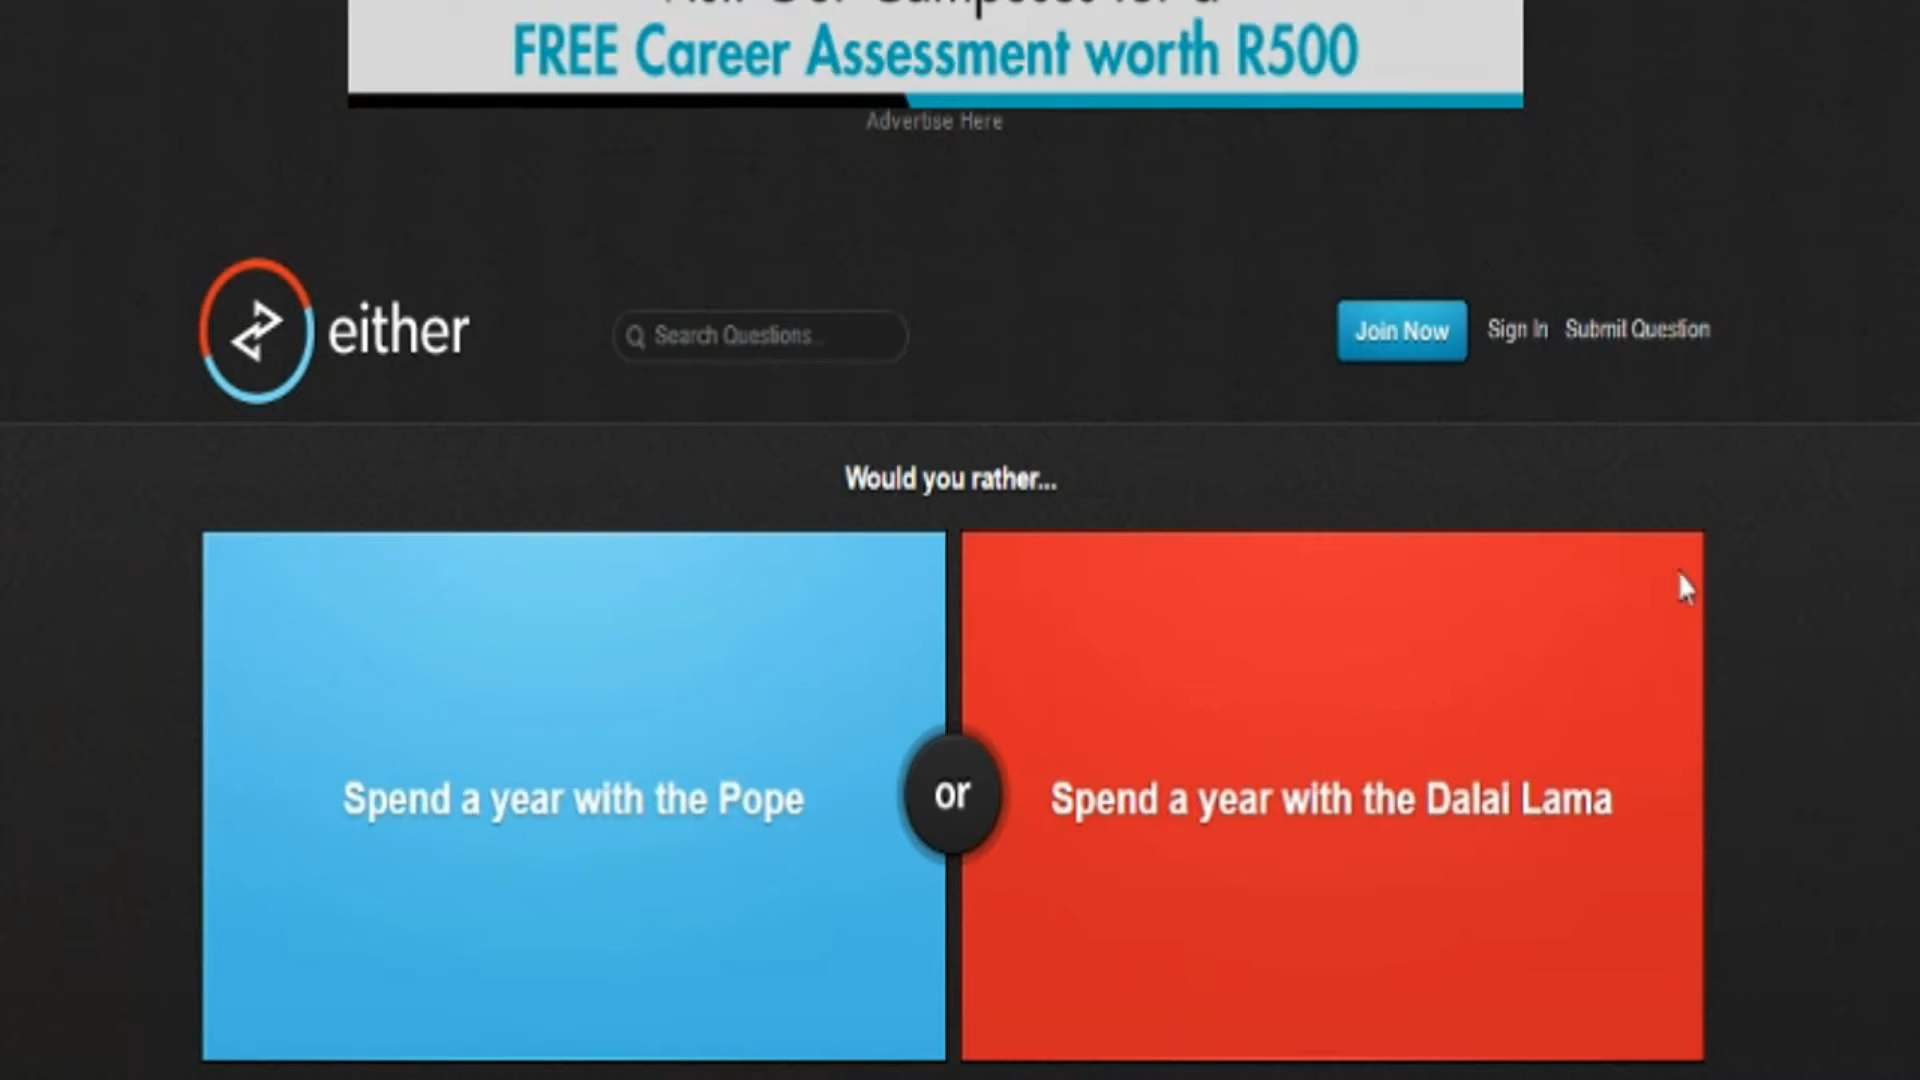 FREE Career Assessment worth R500
Advertise Here
either
Search Questions...
Join Now
Sign In
Submit Question
Would you rather...
Spend a year with the Pope
or
Spend a year with the Dalai Lama